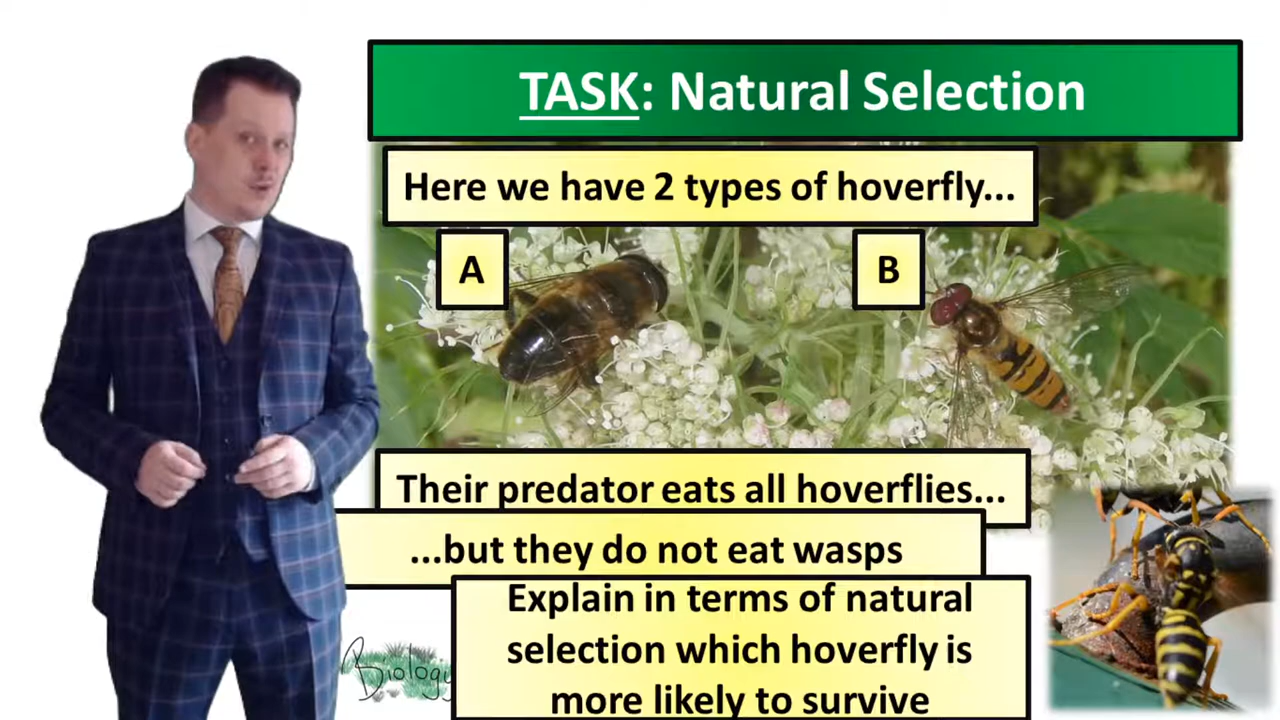 TASK: Natural Selection
Here we have 2 types of hoverfly...
A
B
Their predator eats all hoverflies...
...but they do not eat wasps
Explain in terms of natural
selection which hoverfly is
more likely to survive
Biology